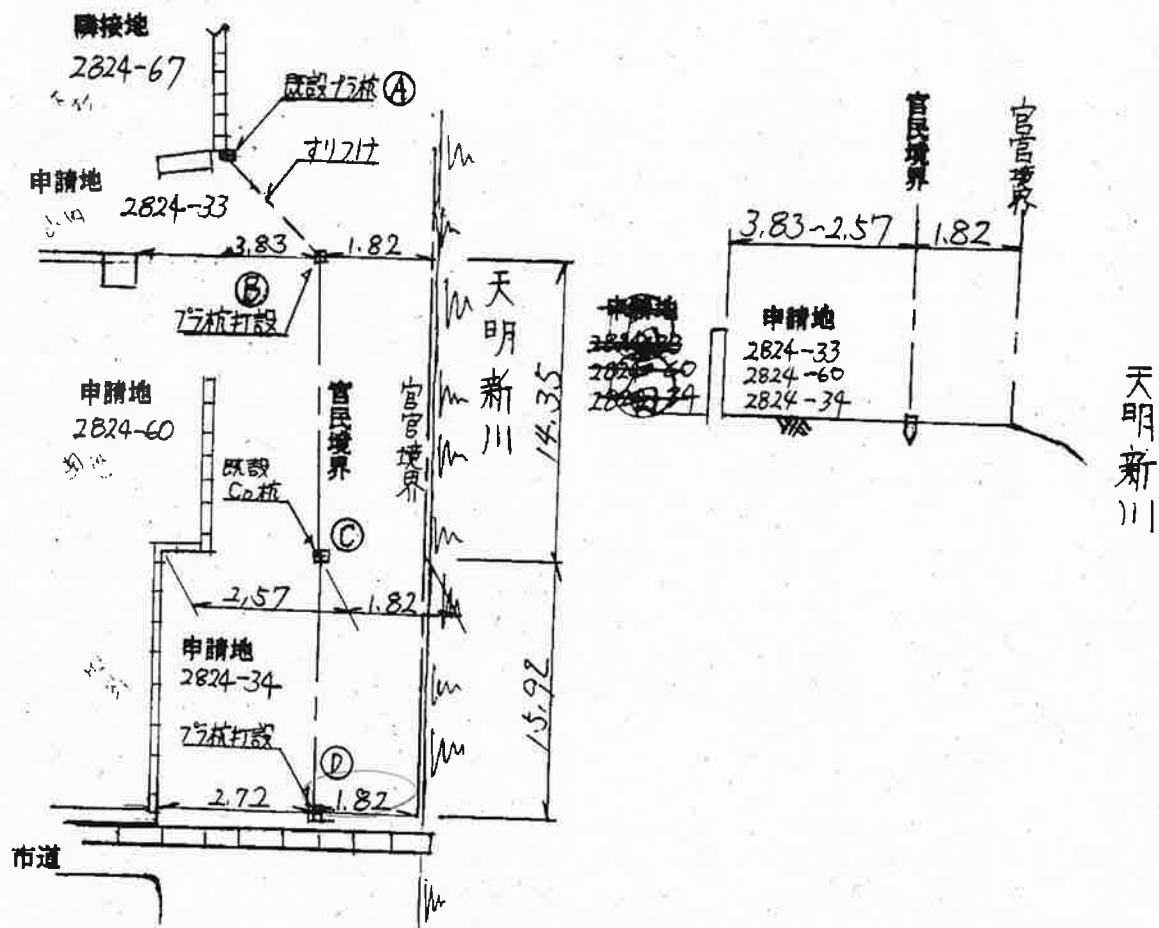 隣接地
2824-67
既設プラ杭 Ⓐ
すりつけ
申請地
2824-33
3.83
1.82
Ⓑ
プラ杭打設
天明新川
14.35
申請地
2824-60
官民境界
官官境界
既設
Co杭
Ⓒ
2.57
1.82
申請地
2824-34
15.92
プラ杭打設
Ⓓ
2.72
1.82
市道
官民境界
官官境界
3.83~2.57
1.82
申請地
2824-33
2824-60
2824-34
天明新川